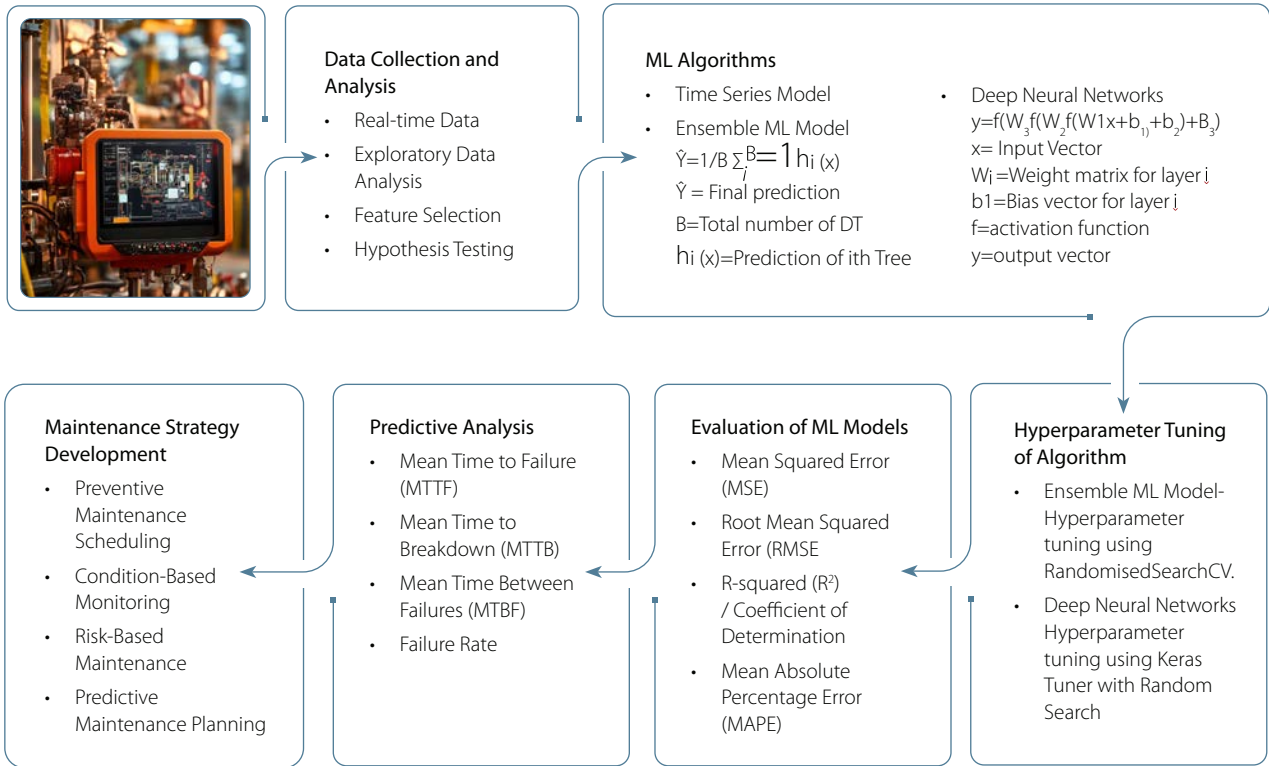 Data Collection and
Analysis
• Real-time Data
• Exploratory Data
Analysis
• Feature Selection
• Hypothesis Testing
ML Algorithms
• Time Series Model
• Ensemble ML Model
Ŷ=1/B ∑ᵢᴮ=1hi (x)
Ŷ = Final prediction
B=Total number of DT
hi (x)=Prediction of ith Tree
• Deep Neural Networks
y=f(W₃f(W₂f(W1x+b₁₎+b₂)+B₃)
x= Input Vector
Wi =Weight matrix for layer i
b1=Bias vector for layer i
f=activation function
y=output vector
Hyperparameter Tuning
of Algorithm
• Ensemble ML Model-
Hyperparameter
tuning using
RandomisedSearchCV.
• Deep Neural Networks
Hyperparameter
tuning using Keras
Tuner with Random
Search
Evaluation of ML Models
• Mean Squared Error
(MSE)
• Root Mean Squared
Error (RMSE
• R-squared (R²)
/ Coefficient of
Determination
• Mean Absolute
Percentage Error
(MAPE)
Predictive Analysis
• Mean Time to Failure
(MTTF)
• Mean Time to
Breakdown (MTTB)
• Mean Time Between
Failures (MTBF)
• Failure Rate
Maintenance Strategy
Development
• Preventive
Maintenance
Scheduling
• Condition-Based
Monitoring
• Risk-Based
Maintenance
• Predictive
Maintenance Planning